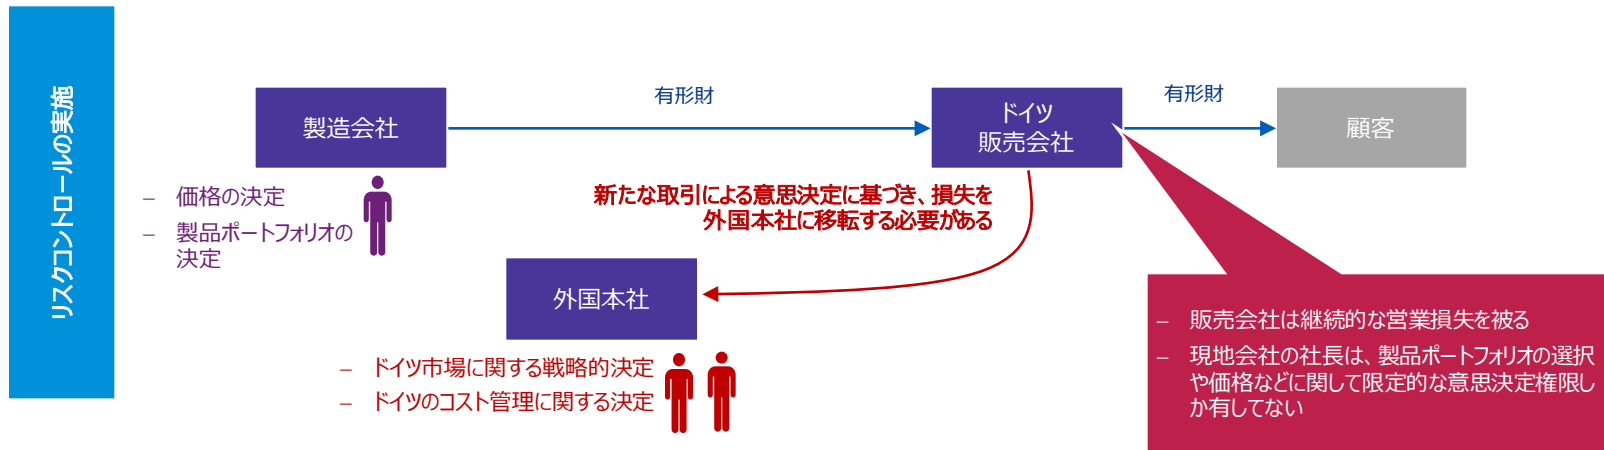 リスクコントロールの実施
有形財
有形財
製造会社
ドイツ
販売会社
顧客
– 価格の決定
– 製品ポートフォリオの
決定
新たな取引による意思決定に基づき、損失を
外国本社に移転する必要がある
外国本社
– ドイツ市場に関する戦略的決定
– ドイツのコスト管理に関する決定
– 販売会社は継続的な営業損失を被る
– 現地会社の社長は、製品ポートフォリオの選択
や価格などに関して限定的な意思決定権限し
か有してない